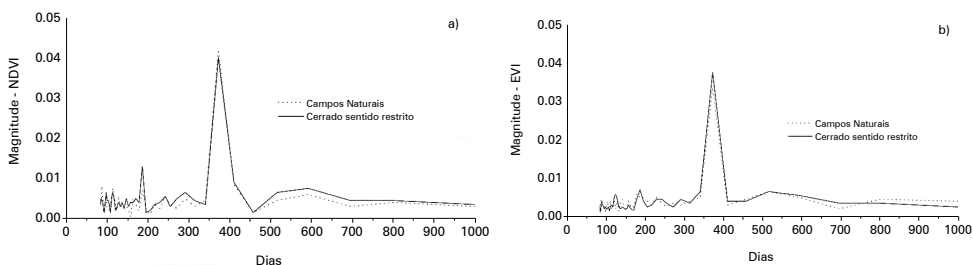 a)
Magnitude - NDVI
0.05
0.04
0.03
0.02
0.01
0.00
Campos Naturais
Cerrado sentido restrito
0 100 200 300 400 500 600 700 800 900 1000
Dias
b)
Magnitude - EVI
0.05
0.04
0.03
0.02
0.01
0.00
Campos Naturais
Cerrado sentido restrito
0 100 200 300 400 500 600 700 800 900 1000
Dias